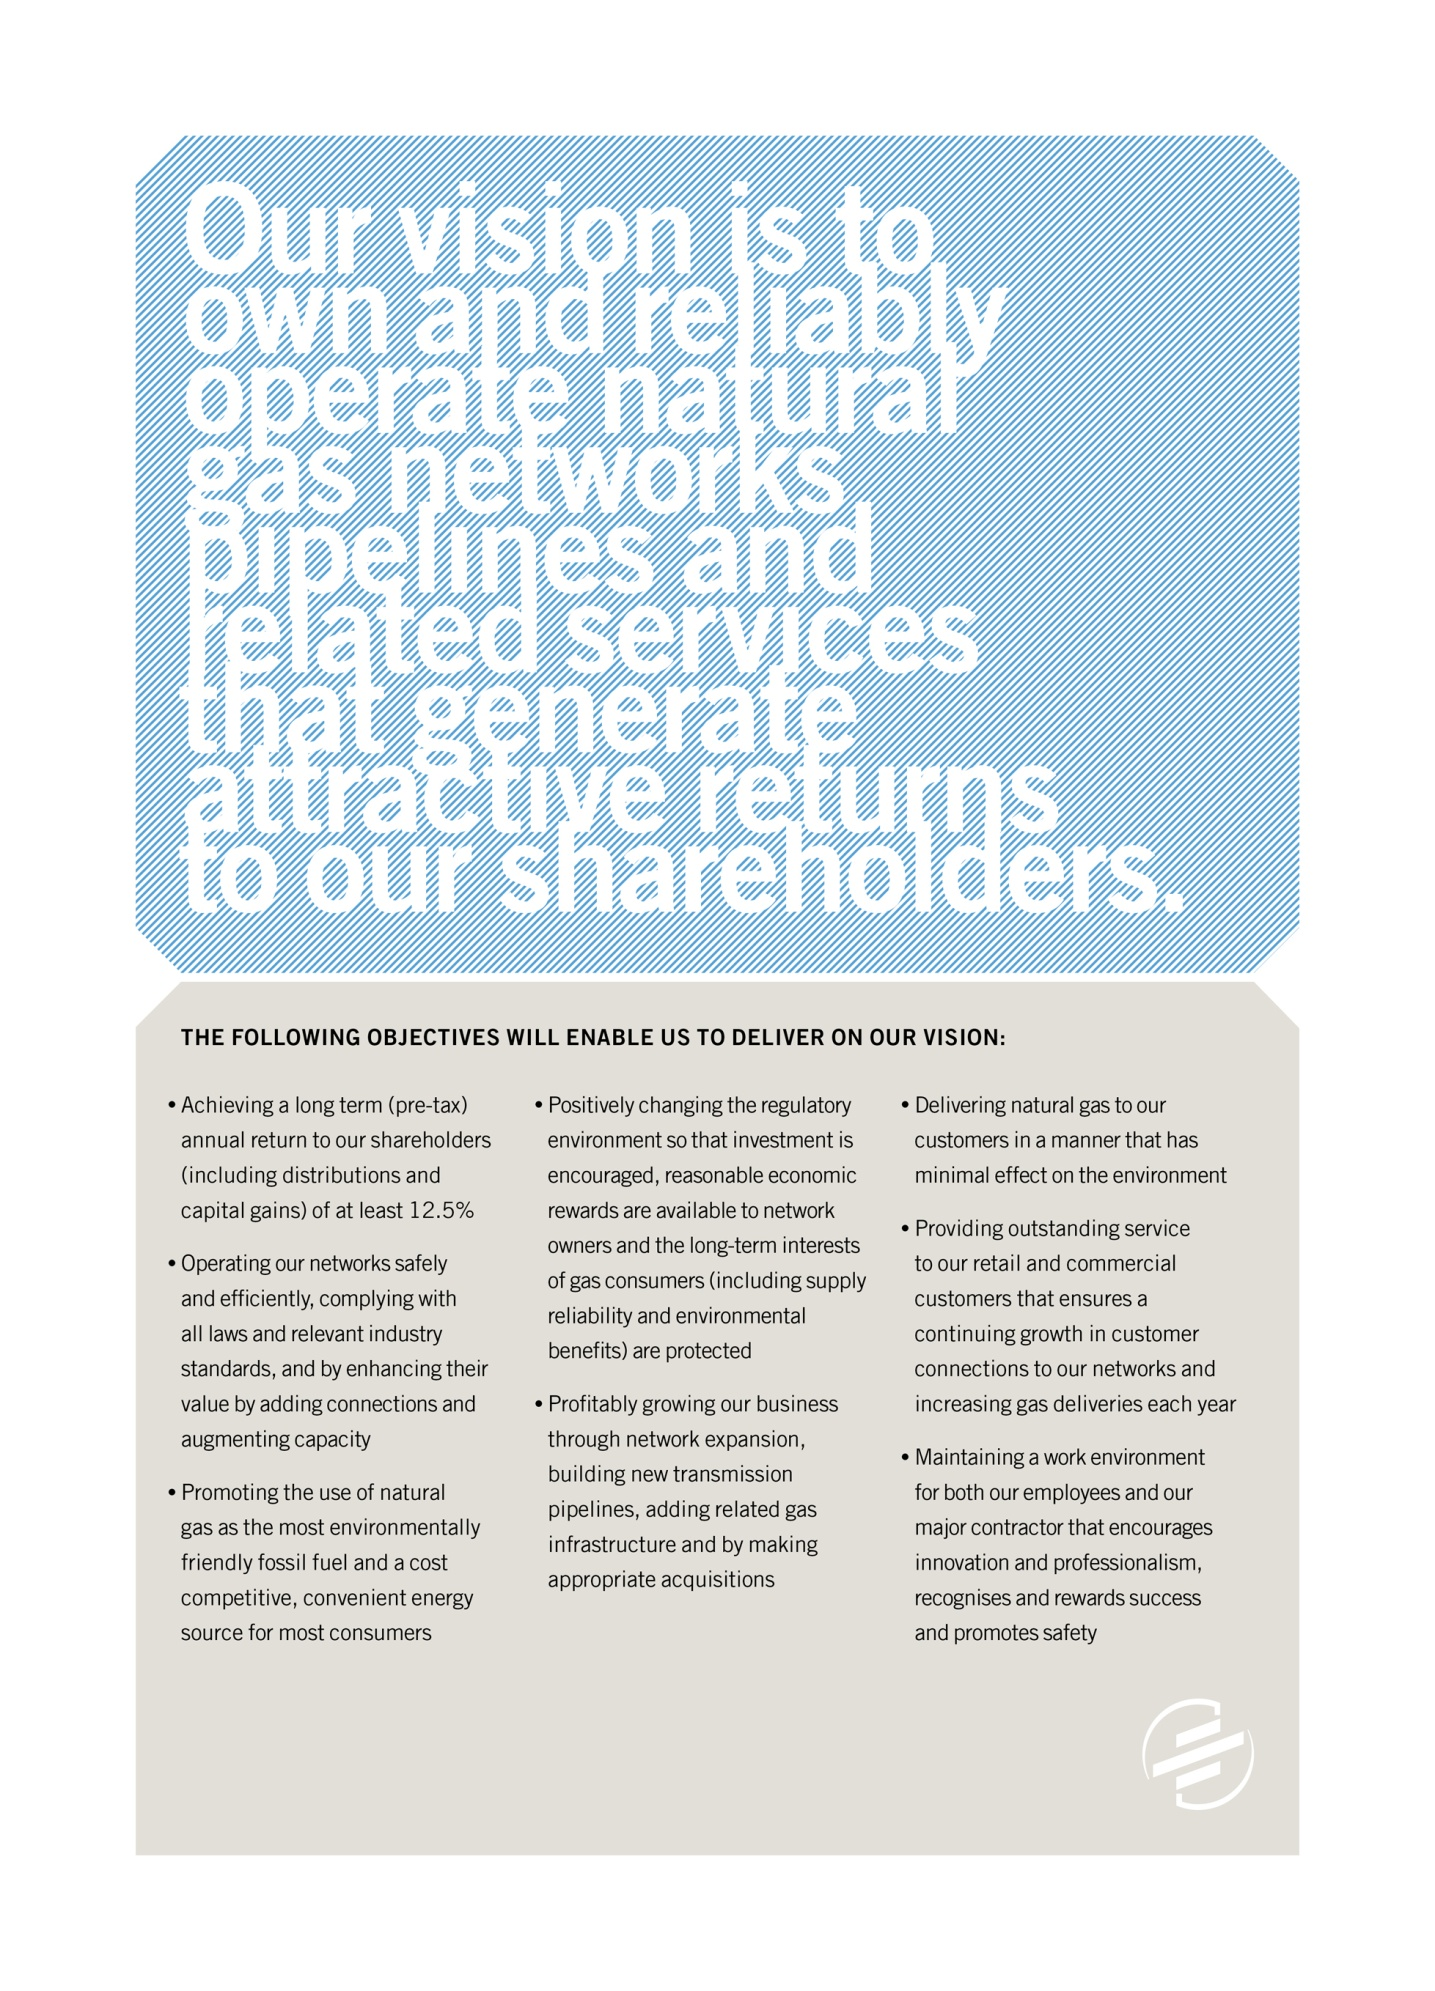 Our vision is to
own and reliably
operate natural
gas networks
pipelines and
related services
that generate
attractive returns
to our shareholders.
THE FOLLOWING OBJECTIVES WILL ENABLE US TO DELIVER ON OUR VISION:
• Achieving a long term (pre-tax)
annual return to our shareholders
(including distributions and
capital gains) of at least 12.5%
• Operating our networks safely
and efficiently, complying with
all laws and relevant industry
standards, and by enhancing their
value by adding connections and
augmenting capacity
• Promoting the use of natural
gas as the most environmentally
friendly fossil fuel and a cost
competitive, convenient energy
source for most consumers
• Positively changing the regulatory
environment so that investment is
encouraged, reasonable economic
rewards are available to network
owners and the long-term interests
of gas consumers (including supply
reliability and environmental
benefits) are protected
• Profitably growing our business
through network expansion,
building new transmission
pipelines, adding related gas
infrastructure and by making
appropriate acquisitions
• Delivering natural gas to our
customers in a manner that has
minimal effect on the environment
• Providing outstanding service
to our retail and commercial
customers that ensures a
continuing growth in customer
connections to our networks and
increasing gas deliveries each year
• Maintaining a work environment
for both our employees and our
major contractor that encourages
innovation and professionalism,
recognises and rewards success
and promotes safety